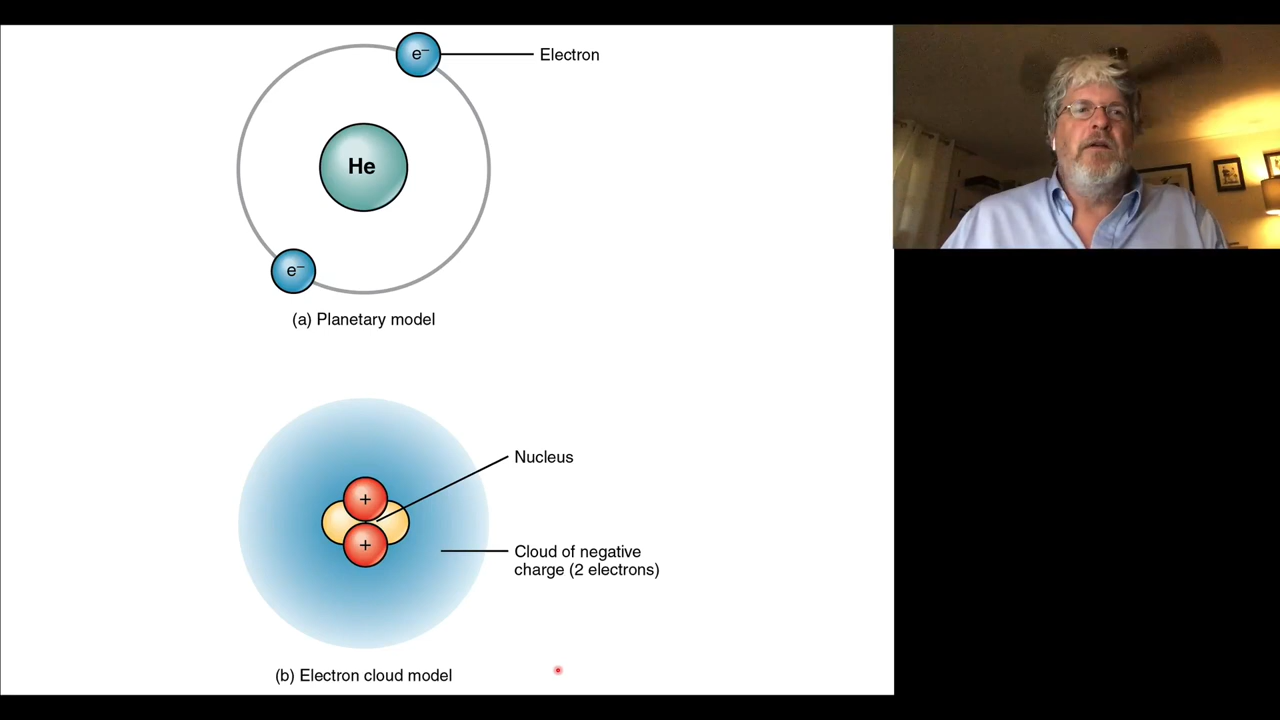 e⁻
Electron
He
e⁻
(a) Planetary model
Nucleus
+
+
Cloud of negative
charge (2 electrons)
(b) Electron cloud model